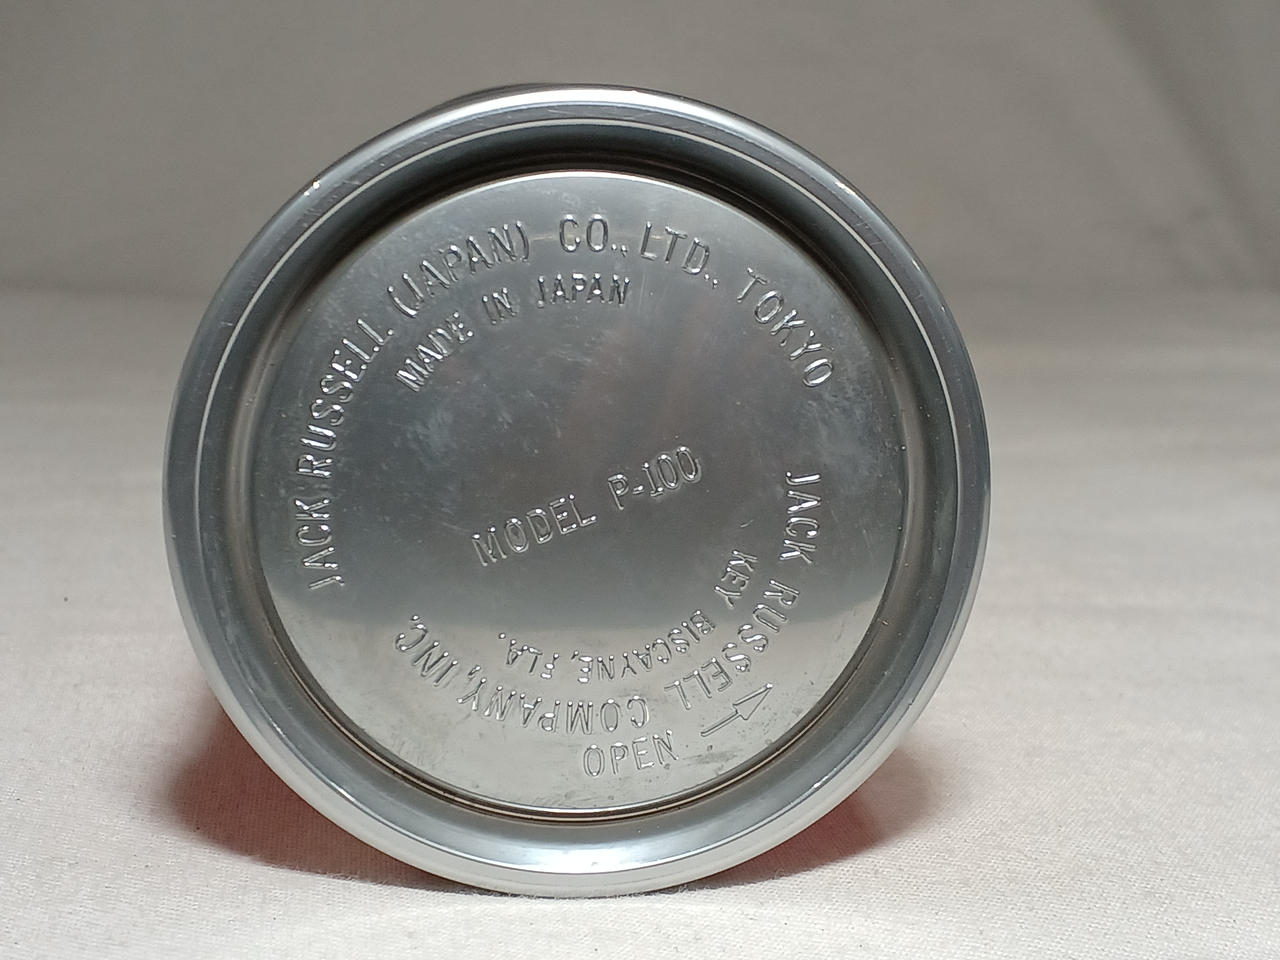 JACK RUSSELL (JAPAN) CO., LTD., TOKYO
MADE IN JAPAN
MODEL P-100
JACK RUSSELL COMPANY, INC.
KEY BISCAYNE, FLA.
OPEN